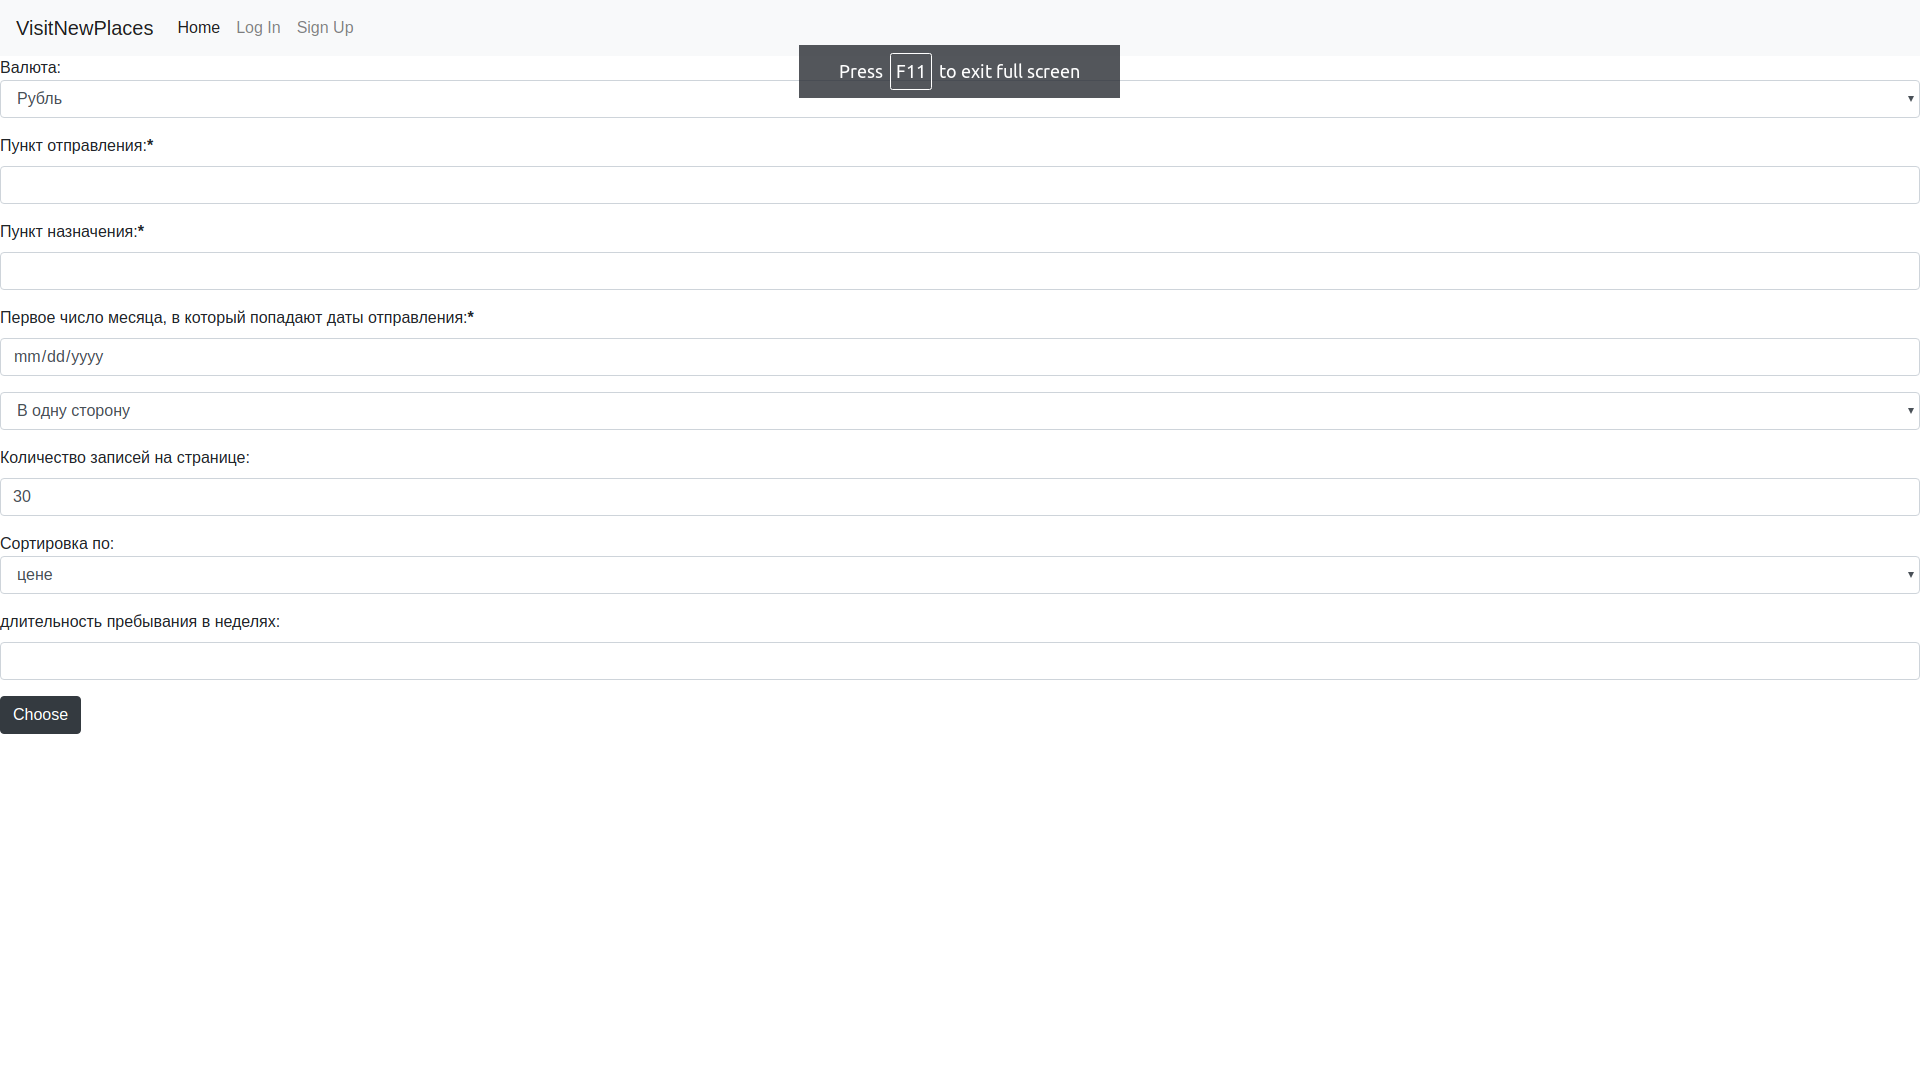 VisitNewPlaces Home Log In Sign Up
Press F11 to exit full screen
Валюта:
Рубль
Пункт отправления:*
Пункт назначения:*
Первое число месяца, в который попадают даты отправления:*
mm/dd/yyyy
В одну сторону
Количество записей на странице:
30
Сортировка по:
цене
длительность пребывания в неделях:
Choose